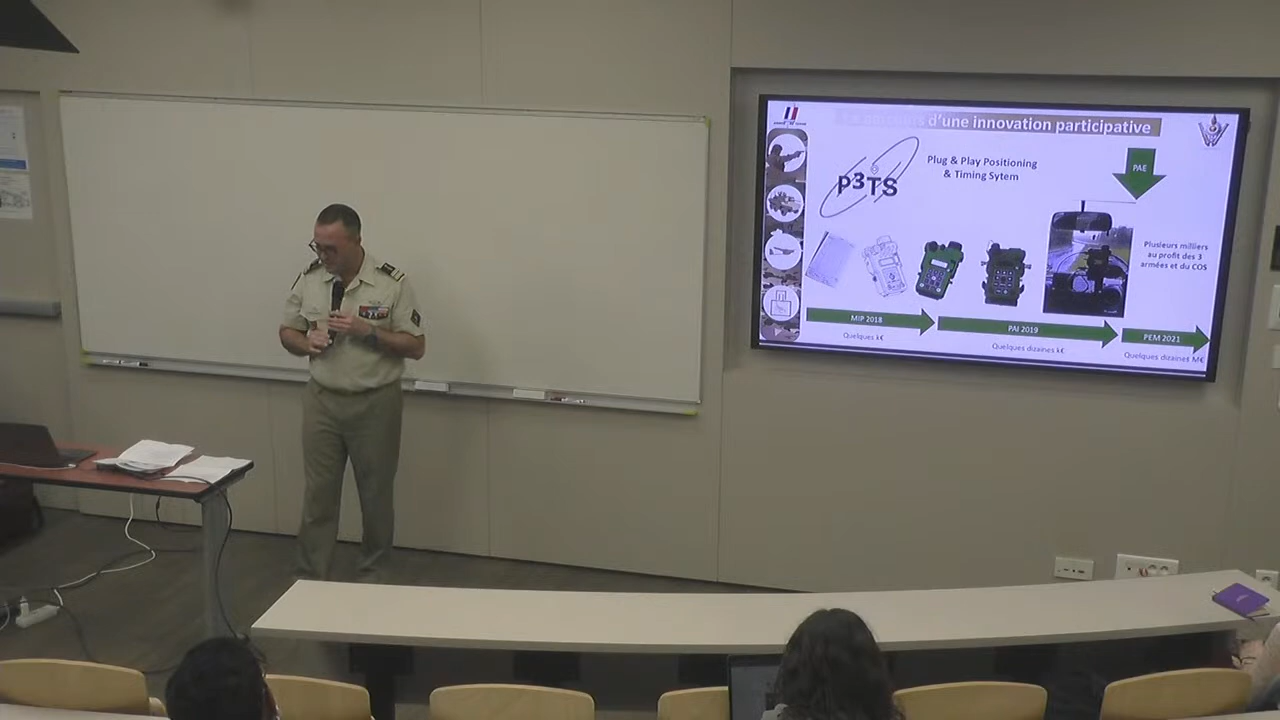 d'une innovation participative
P3TS
Plug & Play Positioning
& Timing Sytem
PAE
Plusieurs milliers
au profit des 3
armées et du COS
MIP 2018
PAI 2019
PEM 2021
Quelques k€
Quelques dizaines k€
Quelques dizaines M€